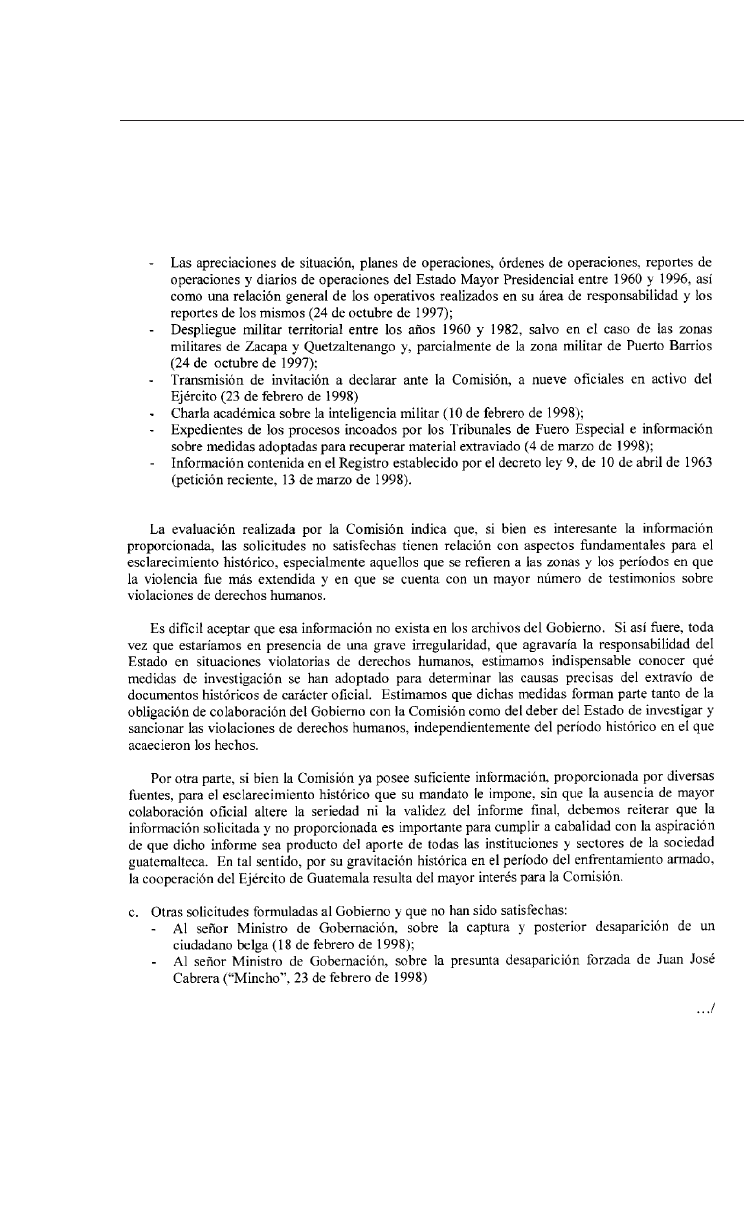 - Las apreciaciones de situación, planes de operaciones, órdenes de operaciones, reportes de
operaciones y diarios de operaciones del Estado Mayor Presidencial entre 1960 y 1996, así
como una relación general de los operativos realizados en su área de responsabilidad y los
reportes de los mismos (24 de octubre de 1997);
- Despliegue militar territorial entre los años 1960 y 1982, salvo en el caso de las zonas
militares de Zacapa y Quetzaltenango y, parcialmente de la zona militar de Puerto Barrios
(24 de octubre de 1997);
- Transmisión de invitación a declarar ante la Comisión, a nueve oficiales en activo del
Ejército (23 de febrero de 1998)
- Charla académica sobre la inteligencia militar (10 de febrero de 1998);
- Expedientes de los procesos incoados por los Tribunales de Fuero Especial e información
sobre medidas adoptadas para recuperar material extraviado (4 de marzo de 1998);
- Información contenida en el Registro establecido por el decreto ley 9, de 10 de abril de 1963
(petición reciente, 13 de marzo de 1998).
La evaluación realizada por la Comisión indica que, si bien es interesante la información
proporcionada, las solicitudes no satisfechas tienen relación con aspectos fundamentales para el
esclarecimiento histórico, especialmente aquellos que se refieren a las zonas y los períodos en que
la violencia fue más extendida y en que se cuenta con un mayor número de testimonios sobre
violaciones de derechos humanos.
Es difícil aceptar que esa información no exista en los archivos del Gobierno. Si así fuere, toda
vez que estaríamos en presencia de una grave irregularidad, que agravaría la responsabilidad del
Estado en situaciones violatorias de derechos humanos, estimamos indispensable conocer qué
medidas de investigación se han adoptado para determinar las causas precisas del extravío de
documentos históricos de carácter oficial. Estimamos que dichas medidas forman parte tanto de la
obligación de colaboración del Gobierno con la Comisión como del deber del Estado de investigar y
sancionar las violaciones de derechos humanos, independientemente del período histórico en el que
acaecieron los hechos.
Por otra parte, si bien la Comisión ya posee suficiente información, proporcionada por diversas
fuentes, para el esclarecimiento histórico que su mandato le impone, sin que la ausencia de mayor
colaboración oficial altere la seriedad ni la validez del informe final, debemos reiterar que la
información solicitada y no proporcionada es importante para cumplir a cabalidad con la aspiración
de que dicho informe sea producto del aporte de todas las instituciones y sectores de la sociedad
guatemalteca. En tal sentido, por su gravitación histórica en el período del enfrentamiento armado,
la cooperación del Ejército de Guatemala resulta del mayor interés para la Comisión.
c. Otras solicitudes formuladas al Gobierno y que no han sido satisfechas:
- Al señor Ministro de Gobernación, sobre la captura y posterior desaparición de un
ciudadano belga (18 de febrero de 1998);
- Al señor Ministro de Gobernación, sobre la presunta desaparición forzada de Juan José
Cabrera (“Mincho”, 23 de febrero de 1998)
…/